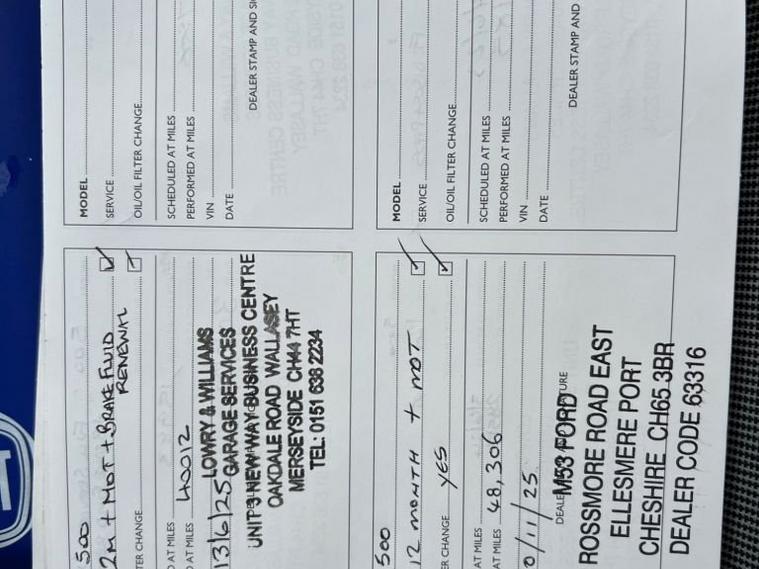 500
2M + MOT + BRAKE FLUID
RENEWAL
ER CHANGE
D AT MILES
D AT MILES 40012
13/6/25
LOWRY & WILLIAMS
GARAGE SERVICES
UNIT 3 NEW WAY BUSINESS CENTRE
OAKDALE ROAD WALLASEY
MERSEYSIDE CH44 7HT
TEL: 0151 638 2234
MODEL
SERVICE
OIL/OIL FILTER CHANGE
SCHEDULED AT MILES
PERFORMED AT MILES
VIN
DATE
DEALER STAMP AND SI
500
12 MONTH + MOT
ER CHANGE YES
AT MILES
AT MILES 48,306
0/11/25
M53 FORD
ROSSMORE ROAD EAST
ELLESMERE PORT
CHESHIRE CH65 3BR
DEALER CODE 63316
MODEL
SERVICE
OIL/OIL FILTER CHANGE
SCHEDULED AT MILES
PERFORMED AT MILES
VIN
DATE
DEALER STAMP AND